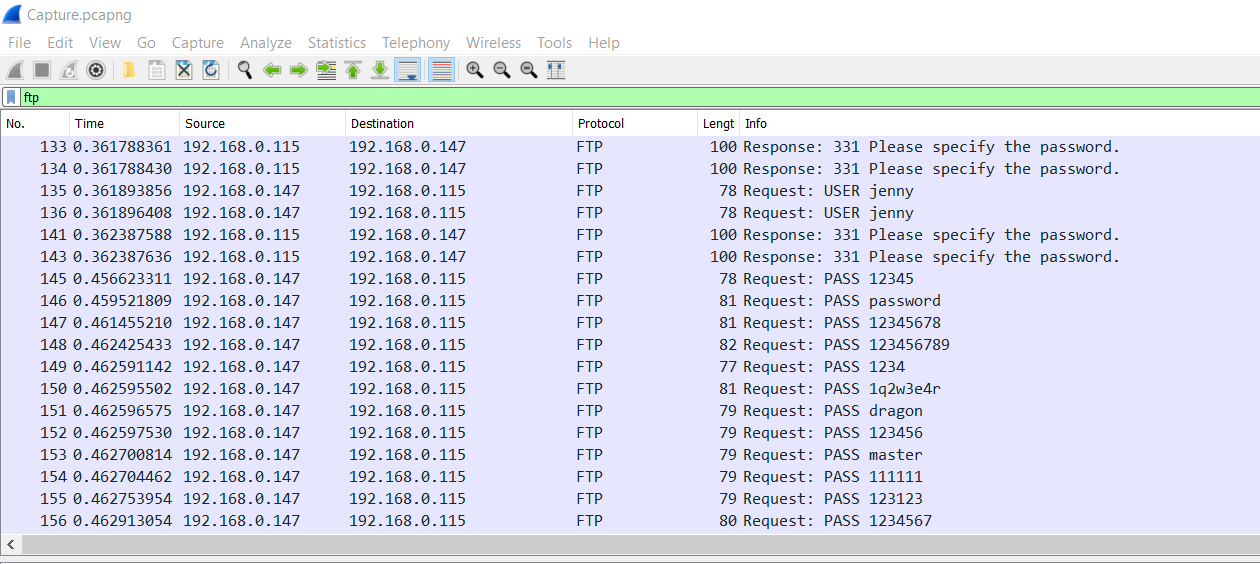 Capture.pcapng
File Edit View Go Capture Analyze Statistics Telephony Wireless Tools Help
ftp
No. Time Source Destination Protocol Lengt Info
133 0.361788361 192.168.0.115 192.168.0.147 FTP 100 Response: 331 Please specify the password.
134 0.361788430 192.168.0.115 192.168.0.147 FTP 100 Response: 331 Please specify the password.
135 0.361893856 192.168.0.147 192.168.0.115 FTP 78 Request: USER jenny
136 0.361896408 192.168.0.147 192.168.0.115 FTP 78 Request: USER jenny
141 0.362387588 192.168.0.115 192.168.0.147 FTP 100 Response: 331 Please specify the password.
143 0.362387636 192.168.0.115 192.168.0.147 FTP 100 Response: 331 Please specify the password.
145 0.456623311 192.168.0.147 192.168.0.115 FTP 78 Request: PASS 12345
146 0.459521809 192.168.0.147 192.168.0.115 FTP 81 Request: PASS password
147 0.461455210 192.168.0.147 192.168.0.115 FTP 81 Request: PASS 12345678
148 0.462425433 192.168.0.147 192.168.0.115 FTP 82 Request: PASS 123456789
149 0.462591142 192.168.0.147 192.168.0.115 FTP 77 Request: PASS 1234
150 0.462595502 192.168.0.147 192.168.0.115 FTP 81 Request: PASS 1q2w3e4r
151 0.462596575 192.168.0.147 192.168.0.115 FTP 79 Request: PASS dragon
152 0.462597530 192.168.0.147 192.168.0.115 FTP 79 Request: PASS 123456
153 0.462700814 192.168.0.147 192.168.0.115 FTP 79 Request: PASS master
154 0.462704462 192.168.0.147 192.168.0.115 FTP 79 Request: PASS 111111
155 0.462753954 192.168.0.147 192.168.0.115 FTP 79 Request: PASS 123123
156 0.462913054 192.168.0.147 192.168.0.115 FTP 80 Request: PASS 1234567